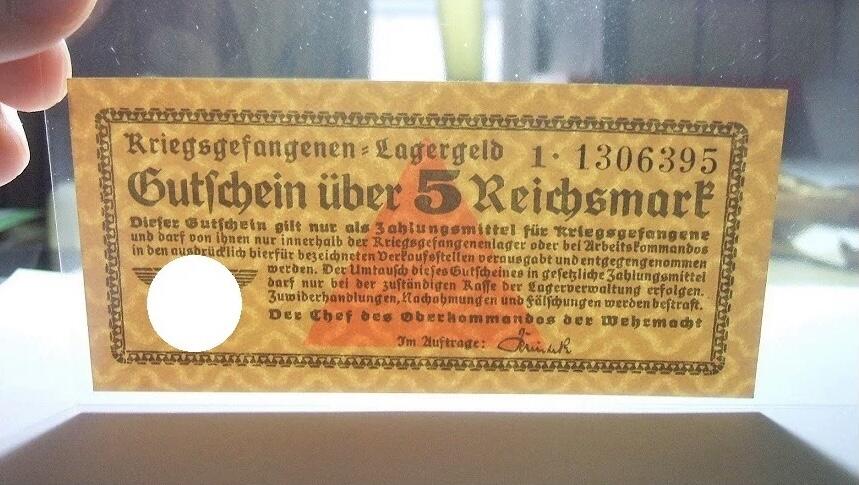 Kriegsgefangenen-Lagergeld 1· 1306395
Gutschein über 5 Reichsmark
Dieser Gutschein gilt nur als Zahlungsmittel für Kriegsgefangene
und darf von ihnen nur innerhalb der Kriegsgefangenenlager oder bei Arbeitskommandos
in den ausdrücklich hierfür bezeichneten Verkaufsstellen verausgabt und entgegengenommen
werden. Der Umtausch dieses Gutscheines in gesetzliche Zahlungsmittel
darf nur bei der zuständigen Kasse der Lagerverwaltung erfolgen.
Zuwiderhandlungen, Nachahmungen und Fälschungen werden bestraft.
Der Chef des Oberkommandos der Wehrmacht
Im Auftrage: